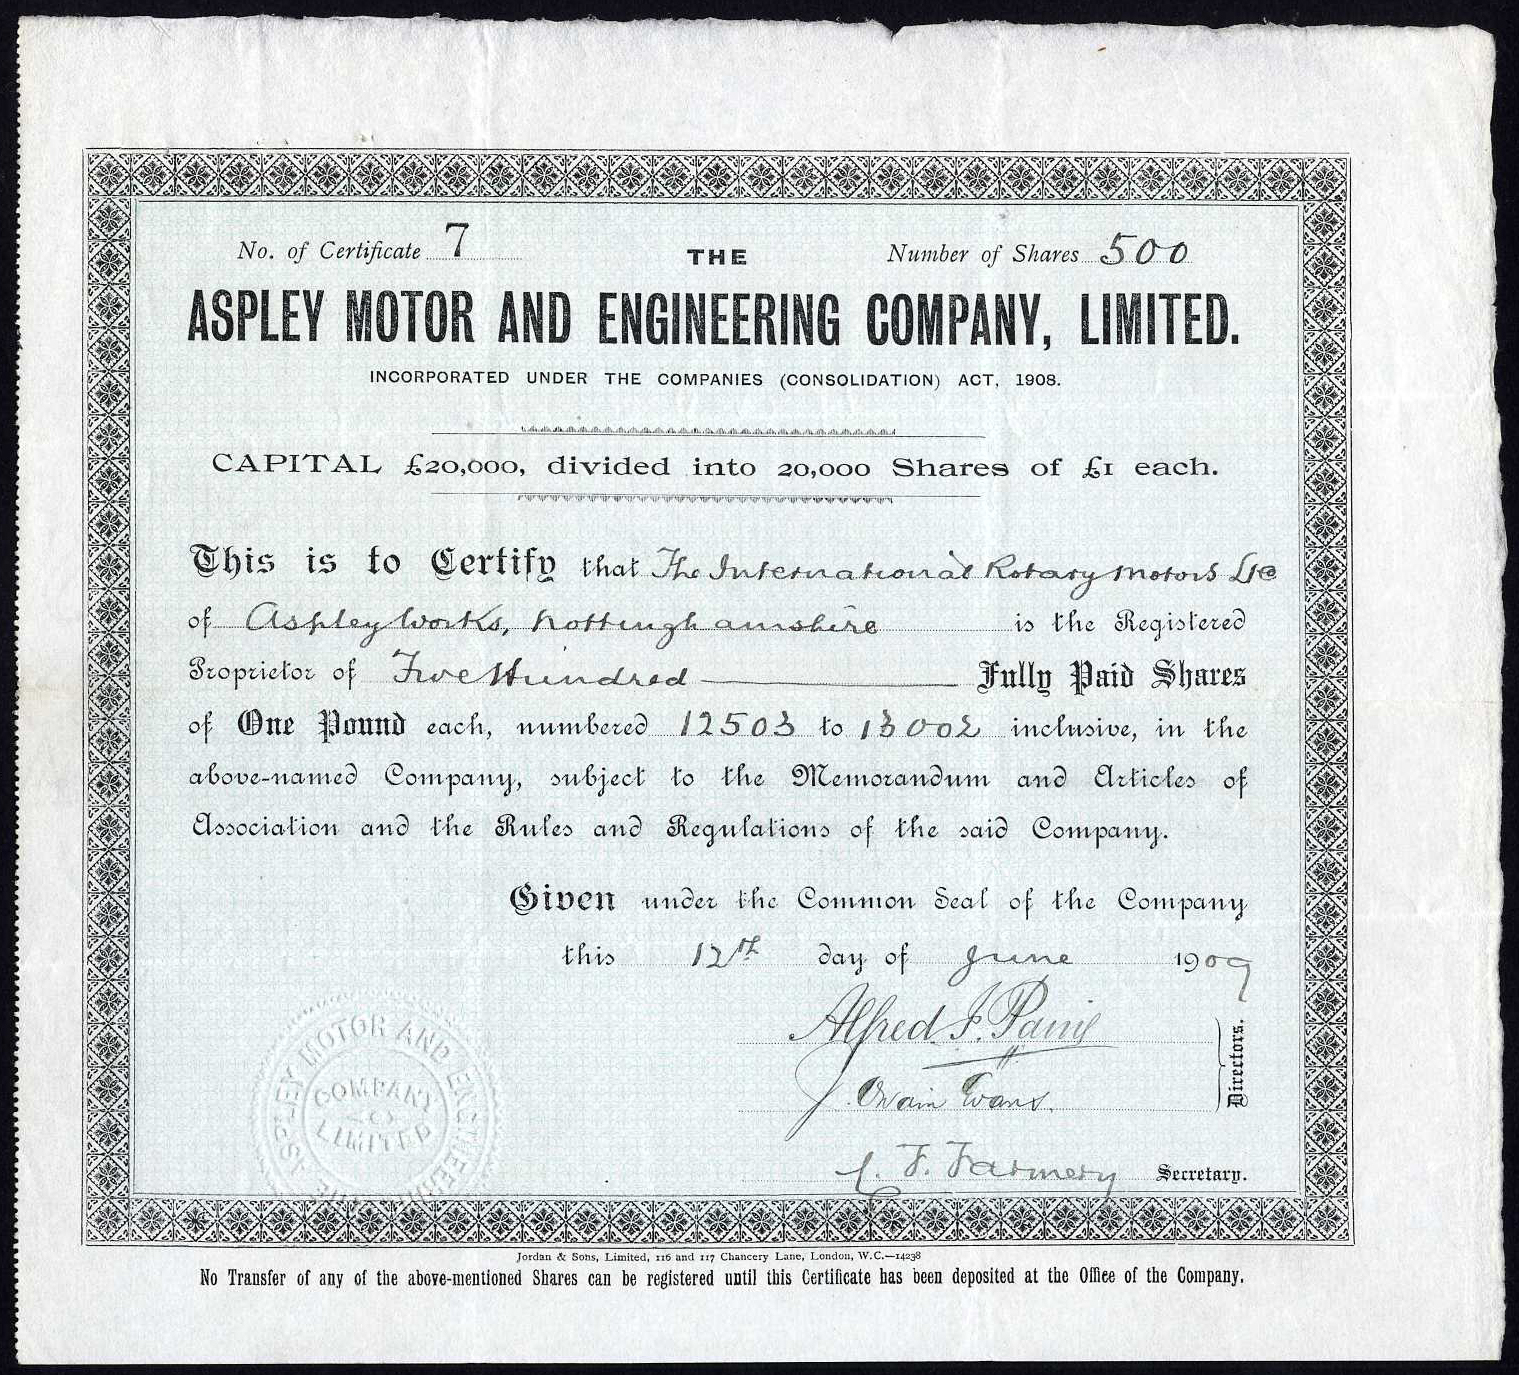 No. of Certificate 7
THE
Number of Shares 500
ASPLEY MOTOR AND ENGINEERING COMPANY, LIMITED.
INCORPORATED UNDER THE COMPANIES (CONSOLIDATION) ACT, 1908.
CAPITAL £20,000, divided into 20,000 Shares of £1 each.
This is to Certify that The International Rotary Motors Ltd
of Aspley Works, Nottinghamshire is the Registered
Proprietor of Five Hundred Fully Paid Shares
of One Pound each, numbered 12503 to 13002 inclusive, in the
above-named Company, subject to the Memorandum and Articles of
Association and the Rules and Regulations of the said Company.
Given under the Common Seal of the Company
this 12th day of June 1909
Alfred J. Paine
J. Owain Evans.
Directors.
C. F. Farmery Secretary.
THE ASPLEY MOTOR AND ENGINEERING
COMPANY
LIMITED
Jordan & Sons, Limited, 116 and 117 Chancery Lane, London, W.C.—14238
No Transfer of any of the above-mentioned Shares can be registered until this Certificate has been deposited at the Office of the Company.